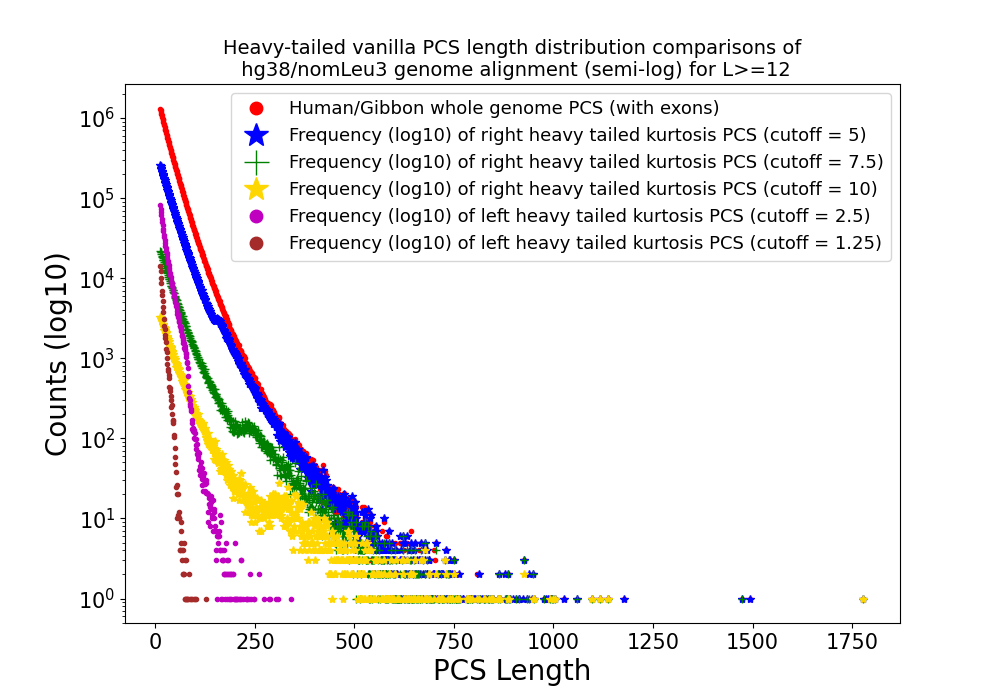 Heavy-tailed vanilla PCS length distribution comparisons of
hg38/nomLeu3 genome alignment (semi-log) for L>=12
Human/Gibbon whole genome PCS (with exons)
Frequency (log10) of right heavy tailed kurtosis PCS (cutoff = 5)
Frequency (log10) of right heavy tailed kurtosis PCS (cutoff = 7.5)
Frequency (log10) of right heavy tailed kurtosis PCS (cutoff = 10)
Frequency (log10) of left heavy tailed kurtosis PCS (cutoff = 2.5)
Frequency (log10) of left heavy tailed kurtosis PCS (cutoff = 1.25)
Counts (log10)
10⁶
10⁵
10⁴
10³
10²
10¹
10⁰
0 250 500 750 1000 1250 1500 1750
PCS Length